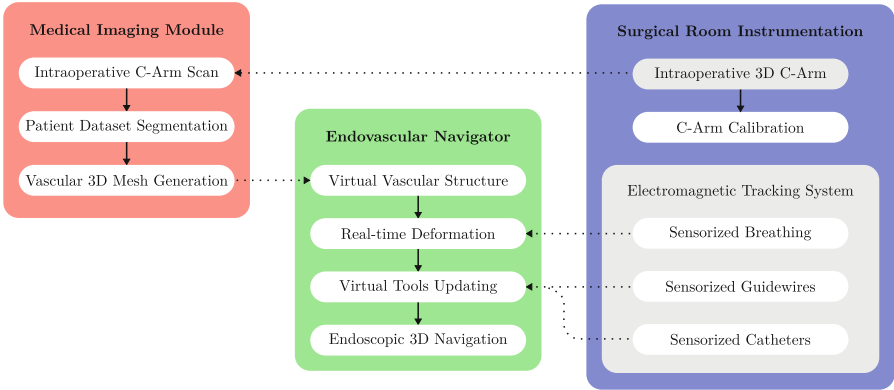 Medical Imaging Module
Intraoperative C-Arm Scan
Patient Dataset Segmentation
Vascular 3D Mesh Generation
Endovascular Navigator
Virtual Vascular Structure
Real-time Deformation
Virtual Tools Updating
Endoscopic 3D Navigation
Surgical Room Instrumentation
Intraoperative 3D C-Arm
C-Arm Calibration
Electromagnetic Tracking System
Sensorized Breathing
Sensorized Guidewires
Sensorized Catheters